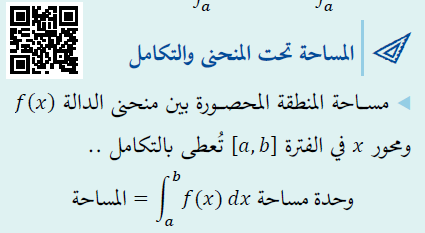 ∫ₐ ∫ₐ
المساحة تحت المنحنى والتكامل
مساحة المنطقة المحصورة بين منحنى الدالة f(x)
ومحور x في الفترة [a, b] تُعطى بالتكامل ..
المساحة = ∫ₐᵇ f(x) dx وحدة مساحة